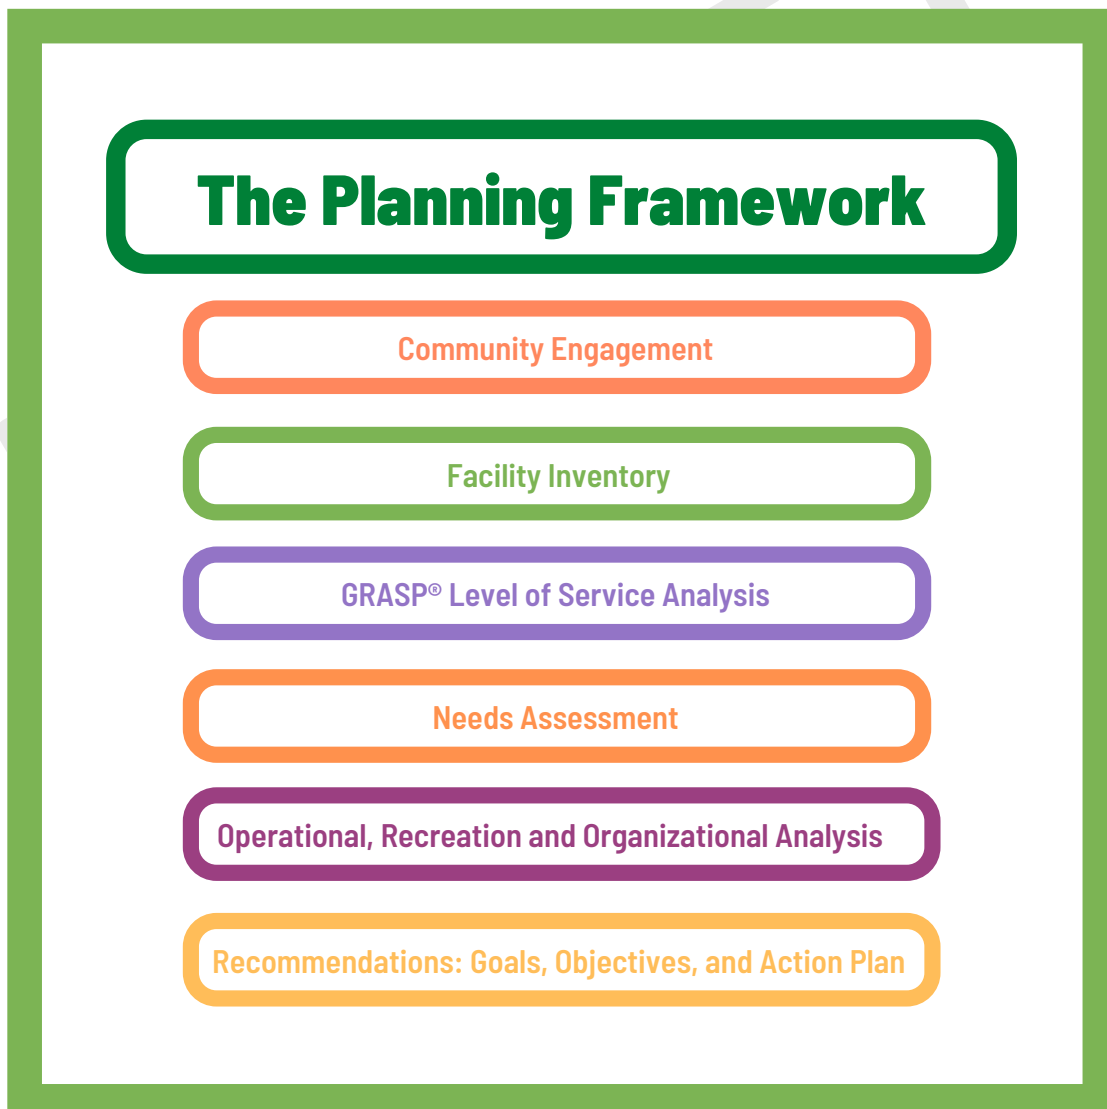 The Planning Framework
Community Engagement
Facility Inventory
GRASP® Level of Service Analysis
Needs Assessment
Operational, Recreation and Organizational Analysis
Recommendations: Goals, Objectives, and Action Plan